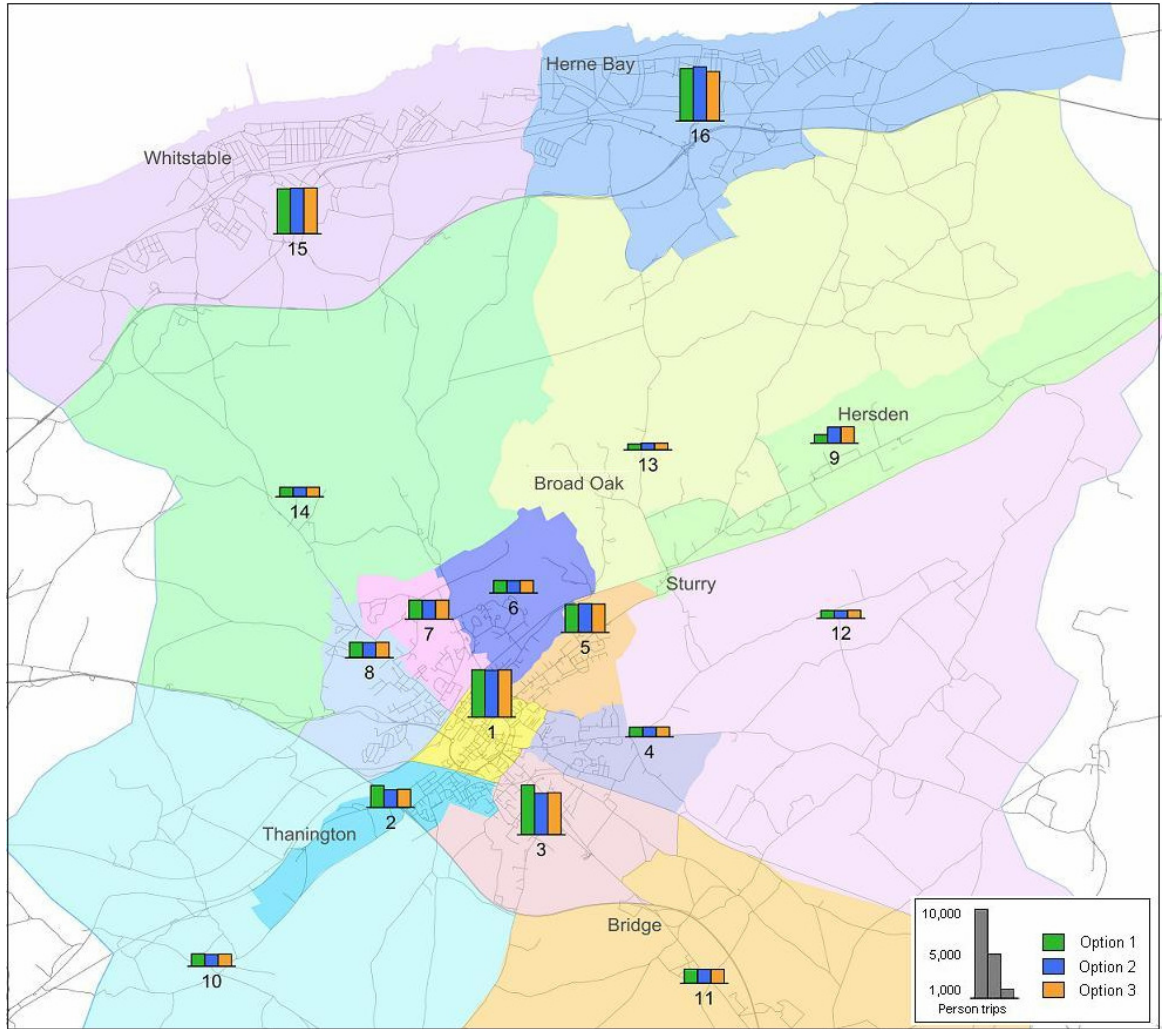 Herne Bay
16
Whitstable
15
Hersden
9
13
Broad Oak
14
Sturry
6
7
5
12
8
1
4
2
Thanington
3
Bridge
10
11
10,000
5,000
1,000
Person trips
Option 1
Option 2
Option 3